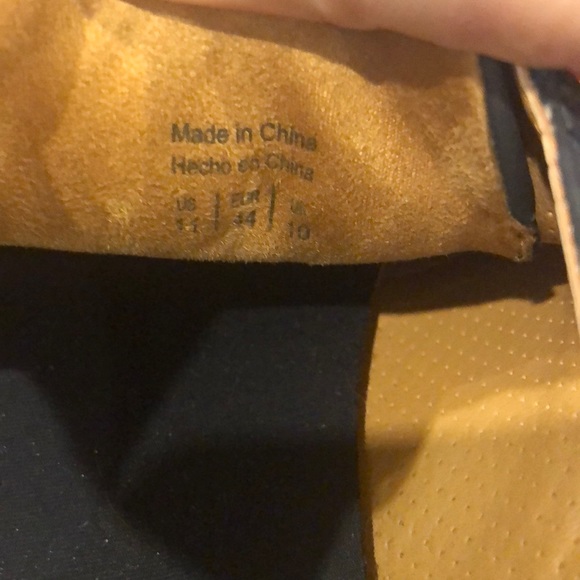 Made in China
Hecho en China
US | EUR | UK
11 | 44 | 10